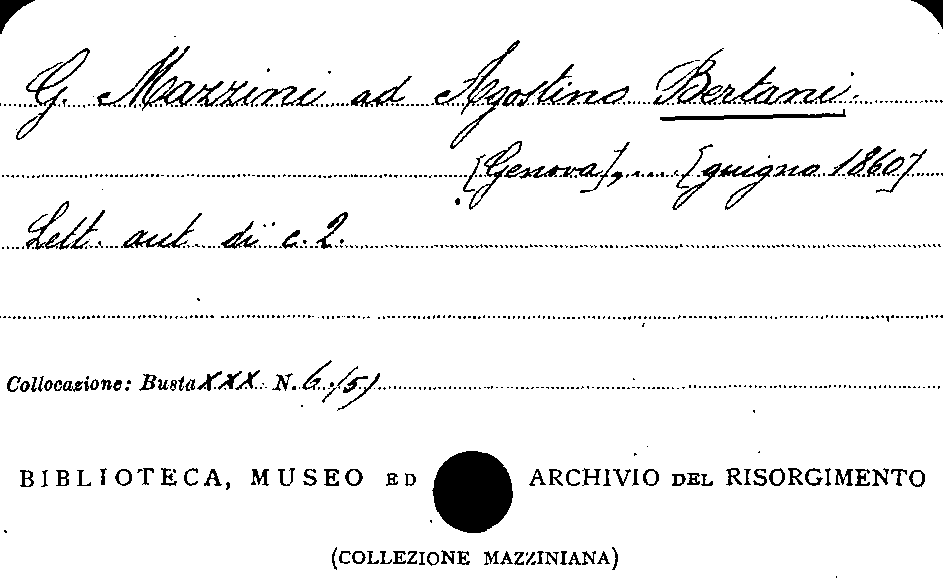 G. Mazzini ad Agostino Bertani.
[Genova], ... [giugno 1860]
Lett. aut. di c. 2.
Collocazione: Busta XXX N. 6 (5)
BIBLIOTECA, MUSEO ED ARCHIVIO DEL RISORGIMENTO
(COLLEZIONE MAZZINIANA)